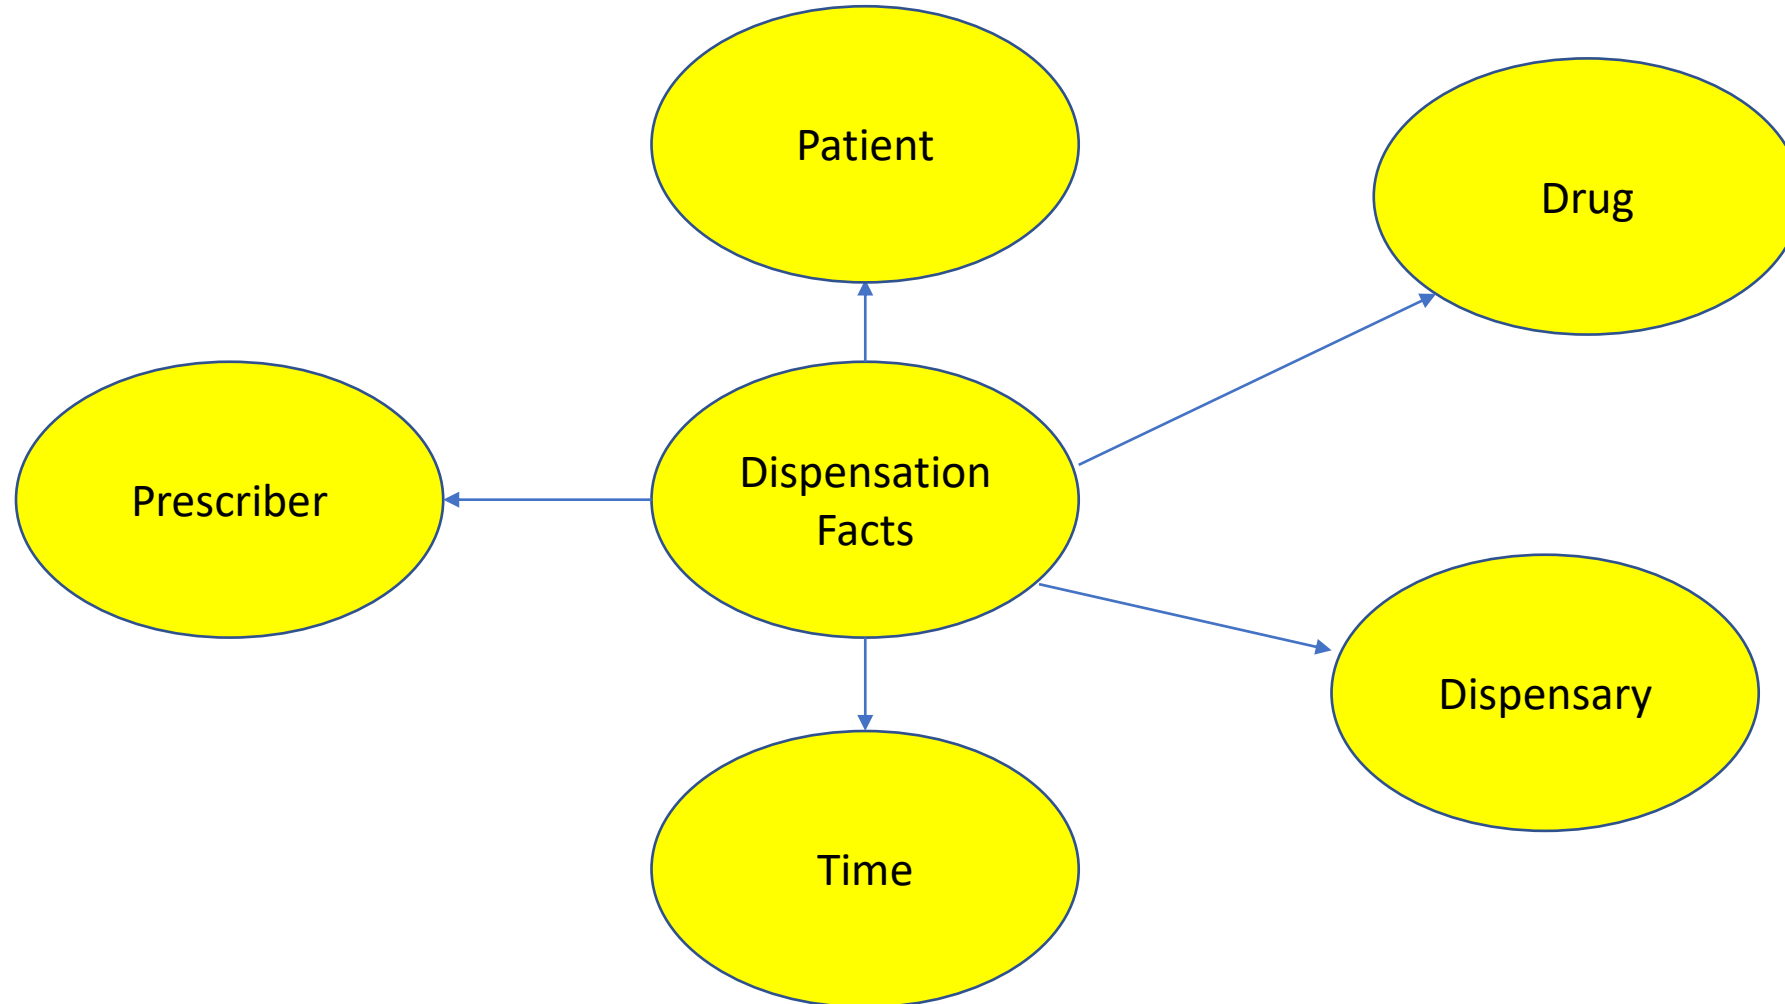 Patient
Drug
Prescriber
Dispensation
Facts
Dispensary
Time